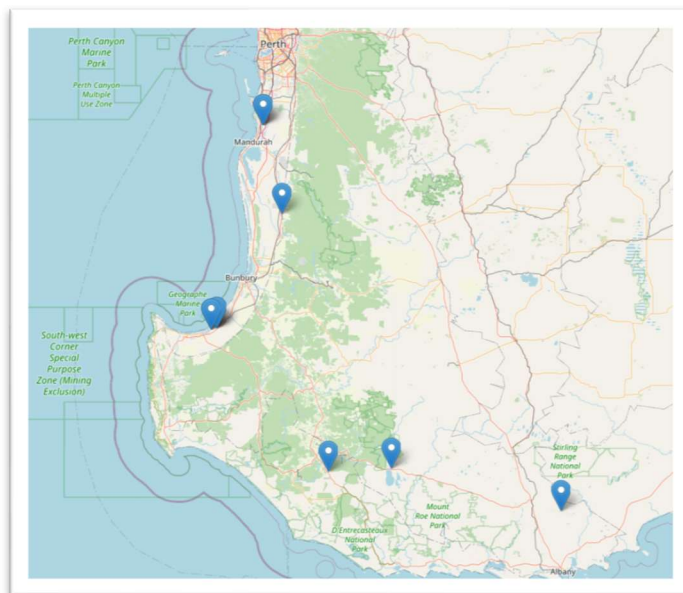 Perth Canyon
Marine
Park
Perth
Perth Canyon
Multiple
Use Zone
Mandurah
Bunbury
Geographe
Marine
Park
South-west
Corner
Special
Purpose
Zone (Mining
Exclusion)
Stirling
Range
National
Park
Mount
Roe National
Park
D'Entrecasteaux
National
Park
Albany